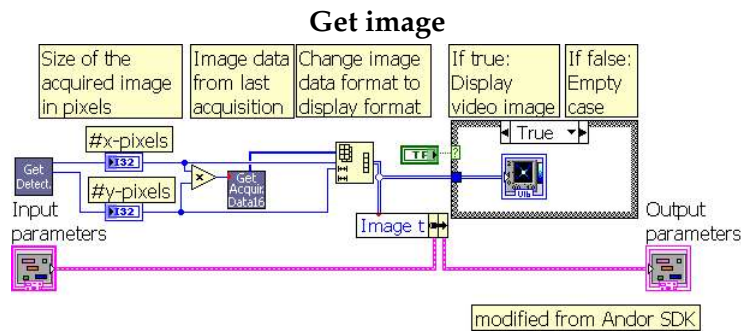 Get image
Size of the
acquired image
in pixels
Image data
from last
acquisition
Change image
data format to
display format
If true:
Display
video image
If false:
Empty
case
True
#x-pixels
I32
TF
?
Get
Detect.
x
Get
Acquir.
Data16
#y-pixels
I32
Input
parameters
Image t
Output
parameters
modified from Andor SDK